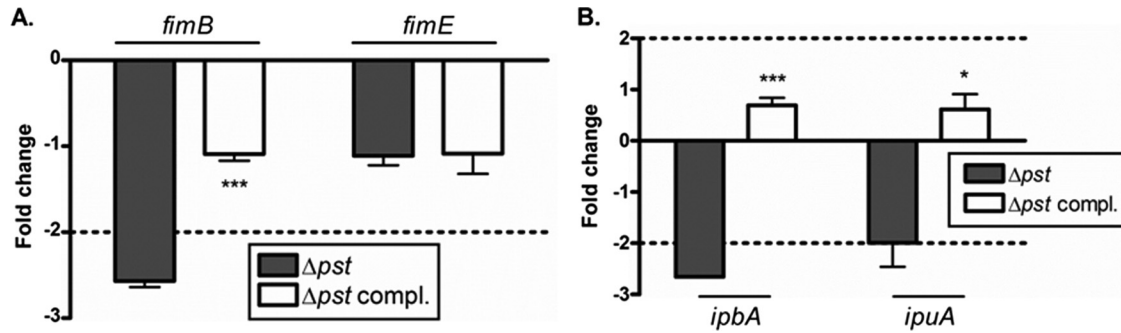 A.
fimB fimE
0
-1
-2
-3
Fold change
***
Δpst
Δpst compl.
B.
2
1
0
-1
-2
-3
Fold change
***
*
Δpst
Δpst compl.
ipbA ipuA